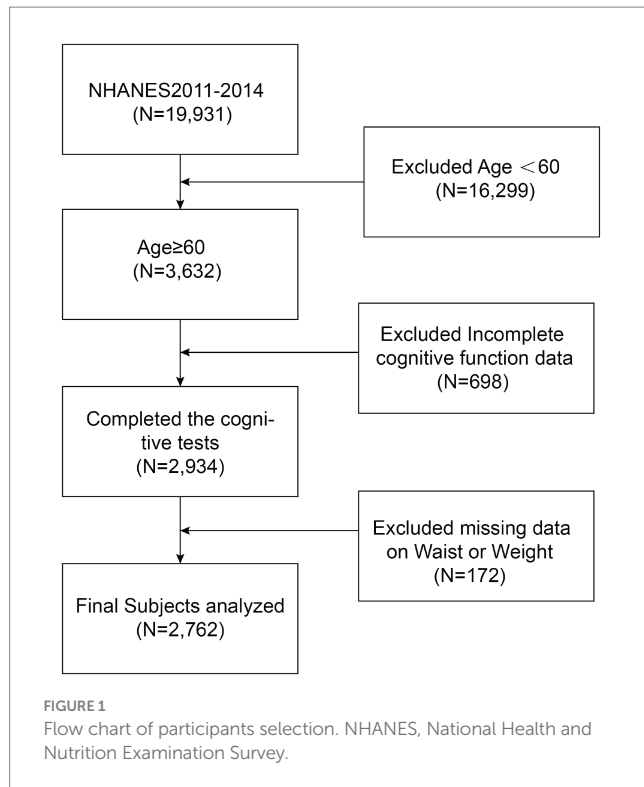 NHANES2011-2014
(N=19,931)
Excluded Age <60
(N=16,299)
Age≥60
(N=3,632)
Excluded Incomplete
cognitive function data
(N=698)
Completed the cogni-
tive tests
(N=2,934)
Excluded missing data
on Waist or Weight
(N=172)
Final Subjects analyzed
(N=2,762)
FIGURE 1
Flow chart of participants selection. NHANES, National Health and
Nutrition Examination Survey.